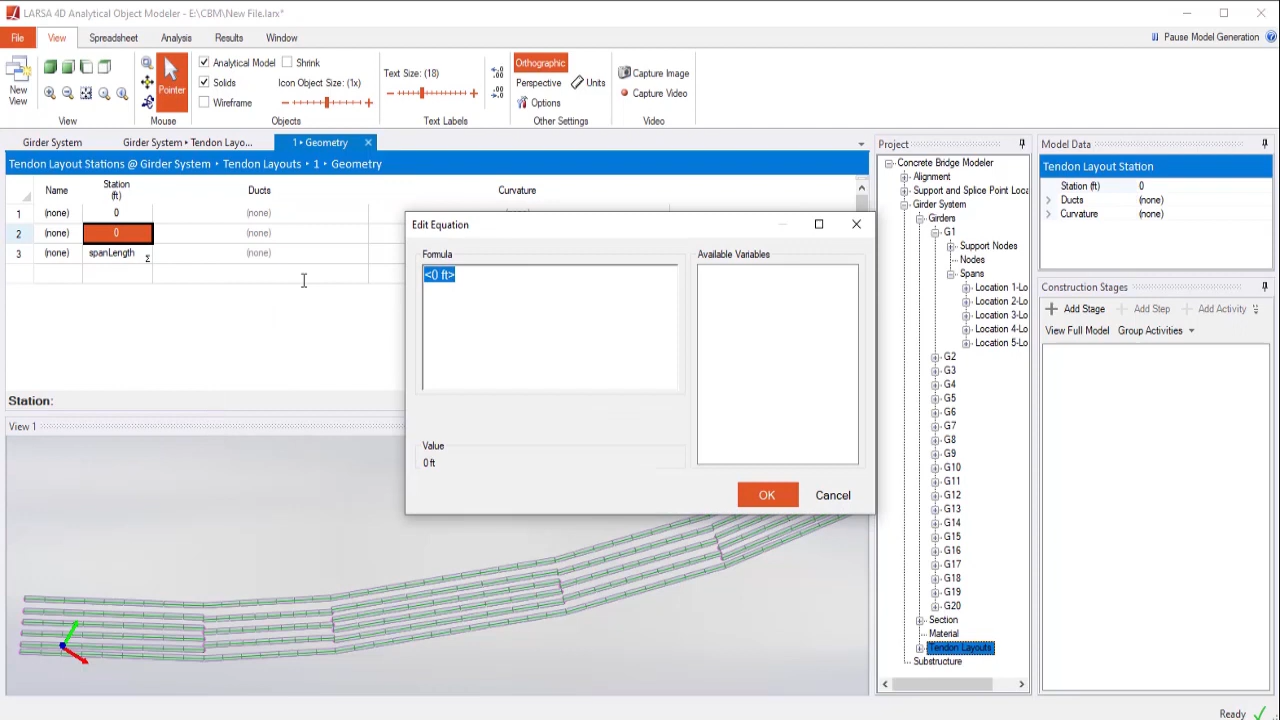 LARSA 4D Analytical Object Modeler - E:\CBM\New File.larx*
File View Spreadsheet Analysis Results Window
Pause Model Generation
New View
View
Pointer
Mouse
Analytical Model
Shrink
Solids
Icon Object Size: (1x)
Wireframe
Objects
Text Size: (18)
Text Labels
Orthographic
Perspective
Units
Options
Other Settings
Capture Image
Capture Video
Video
Girder System
Girder System ‣ Tendon Layo...
1 ‣ Geometry
Tendon Layout Stations @ Girder System ‣ Tendon Layouts ‣ 1 ‣ Geometry
Name Station (ft) Ducts Curvature
1 (none) 0 (none)
2 (none) 0 (none)
3 (none) spanLength Σ (none)
Station:
View 1
Edit Equation
Formula
<0 ft>
Available Variables
Value
0 ft
OK
Cancel
Project
Concrete Bridge Modeler
Alignment
Support and Splice Point Loca
Girder System
Girders
G1
Support Nodes
Nodes
Spans
Location 1-Lo
Location 2-Lo
Location 3-Lo
Location 4-Lo
Location 5-Lo
G2
G3
G4
G5
G6
G7
G8
G9
G10
G11
G12
G13
G14
G15
G16
G17
G18
G19
G20
Section
Material
Tendon Layouts
Substructure
Model Data
Tendon Layout Station
Station (ft) 0
Ducts (none)
Curvature (none)
Construction Stages
Add Stage Add Step Add Activity
View Full Model Group Activities
Ready